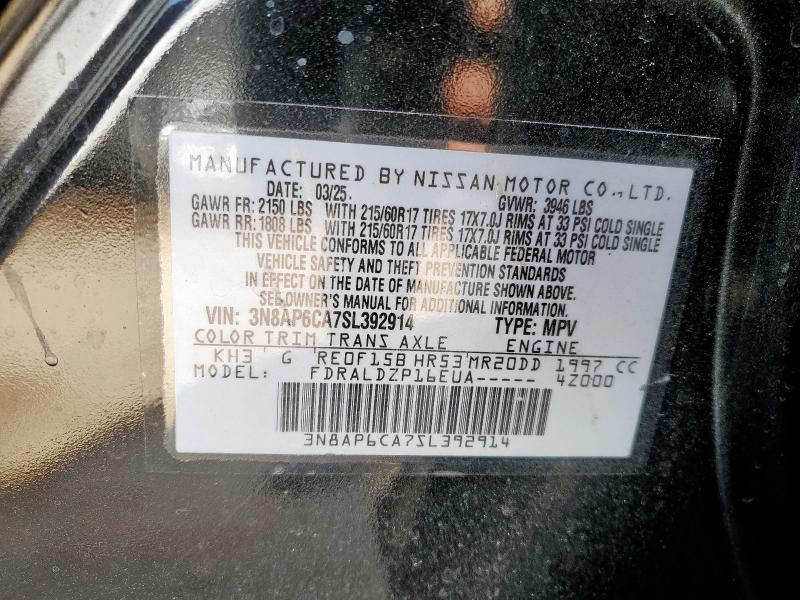 MANUFACTURED BY NISSAN MOTOR CO.,LTD.
DATE: 03/25. GVWR: 3946 LBS
GAWR FR: 2150 LBS WITH 215/60R17 TIRES 17X7.0J RIMS AT 33 PSI COLD SINGLE
GAWR RR: 1808 LBS WITH 215/60R17 TIRES 17X7.0J RIMS AT 33 PSI COLD SINGLE
THIS VEHICLE CONFORMS TO ALL APPLICABLE FEDERAL MOTOR
VEHICLE SAFETY AND THEFT PREVENTION STANDARDS
IN EFFECT ON THE DATE OF MANUFACTURE SHOWN ABOVE.
SEE OWNER'S MANUAL FOR ADDITIONAL INFORMATION.
VIN: 3N8AP6CA7SL392914 TYPE: MPV
COLOR TRIM TRANS AXLE ENGINE
KH3 G RE0F15B HR53 MR20DD 1997 CC
MODEL: FDRALDZP16EUA----- 4Z000
3N8AP6CA7SL392914